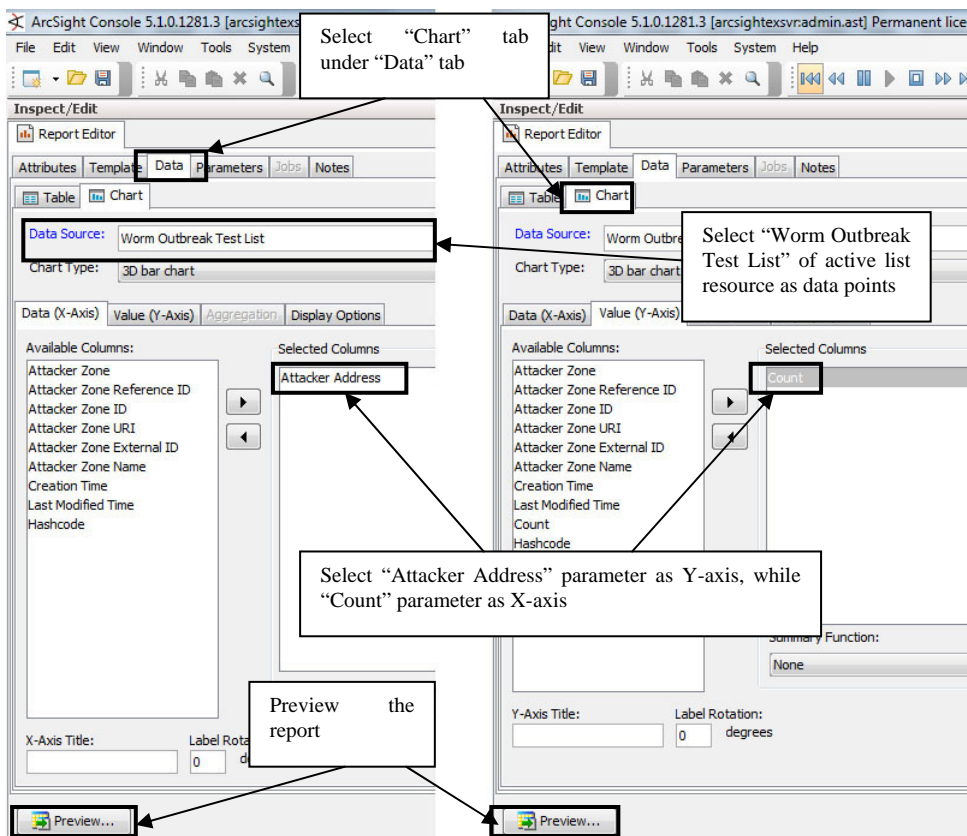 ArcSight Console 5.1.0.1281.3 [arcsightexs
File Edit View Window Tools System
Inspect/Edit
Report Editor
Attributes Template Data Parameters Jobs Notes
Table Chart
Data Source: Worm Outbreak Test List
Chart Type: 3D bar chart
Data (X-Axis) Value (Y-Axis) Aggregation Display Options
Available Columns: Selected Columns
Attacker Zone
Attacker Zone Reference ID
Attacker Zone ID
Attacker Zone URI
Attacker Zone External ID
Attacker Zone Name
Creation Time
Last Modified Time
Hashcode
Attacker Address
X-Axis Title: Label Rota
0 d
Preview...
Select “Chart” tab
under “Data” tab
ght Console 5.1.0.1281.3 [arcsightexsvr:admin.ast] Permanent lice
dit View Window Tools System Help
Inspect/Edit
Report Editor
Attributes Template Data Parameters Jobs Notes
Table Chart
Data Source: Worm Outbre
Chart Type: 3D bar chart
Select “Worm Outbreak
Test List” of active list
resource as data points
Data (X-Axis) Value (Y-Axis)
Available Columns: Selected Columns
Attacker Zone
Attacker Zone Reference ID
Attacker Zone ID
Attacker Zone URI
Attacker Zone External ID
Attacker Zone Name
Creation Time
Last Modified Time
Count
Hashcode
Count
Select “Attacker Address” parameter as Y-axis, while
“Count” parameter as X-axis
Summary Function:
None
Y-Axis Title: Label Rotation:
0 degrees
Preview the
report
Preview...